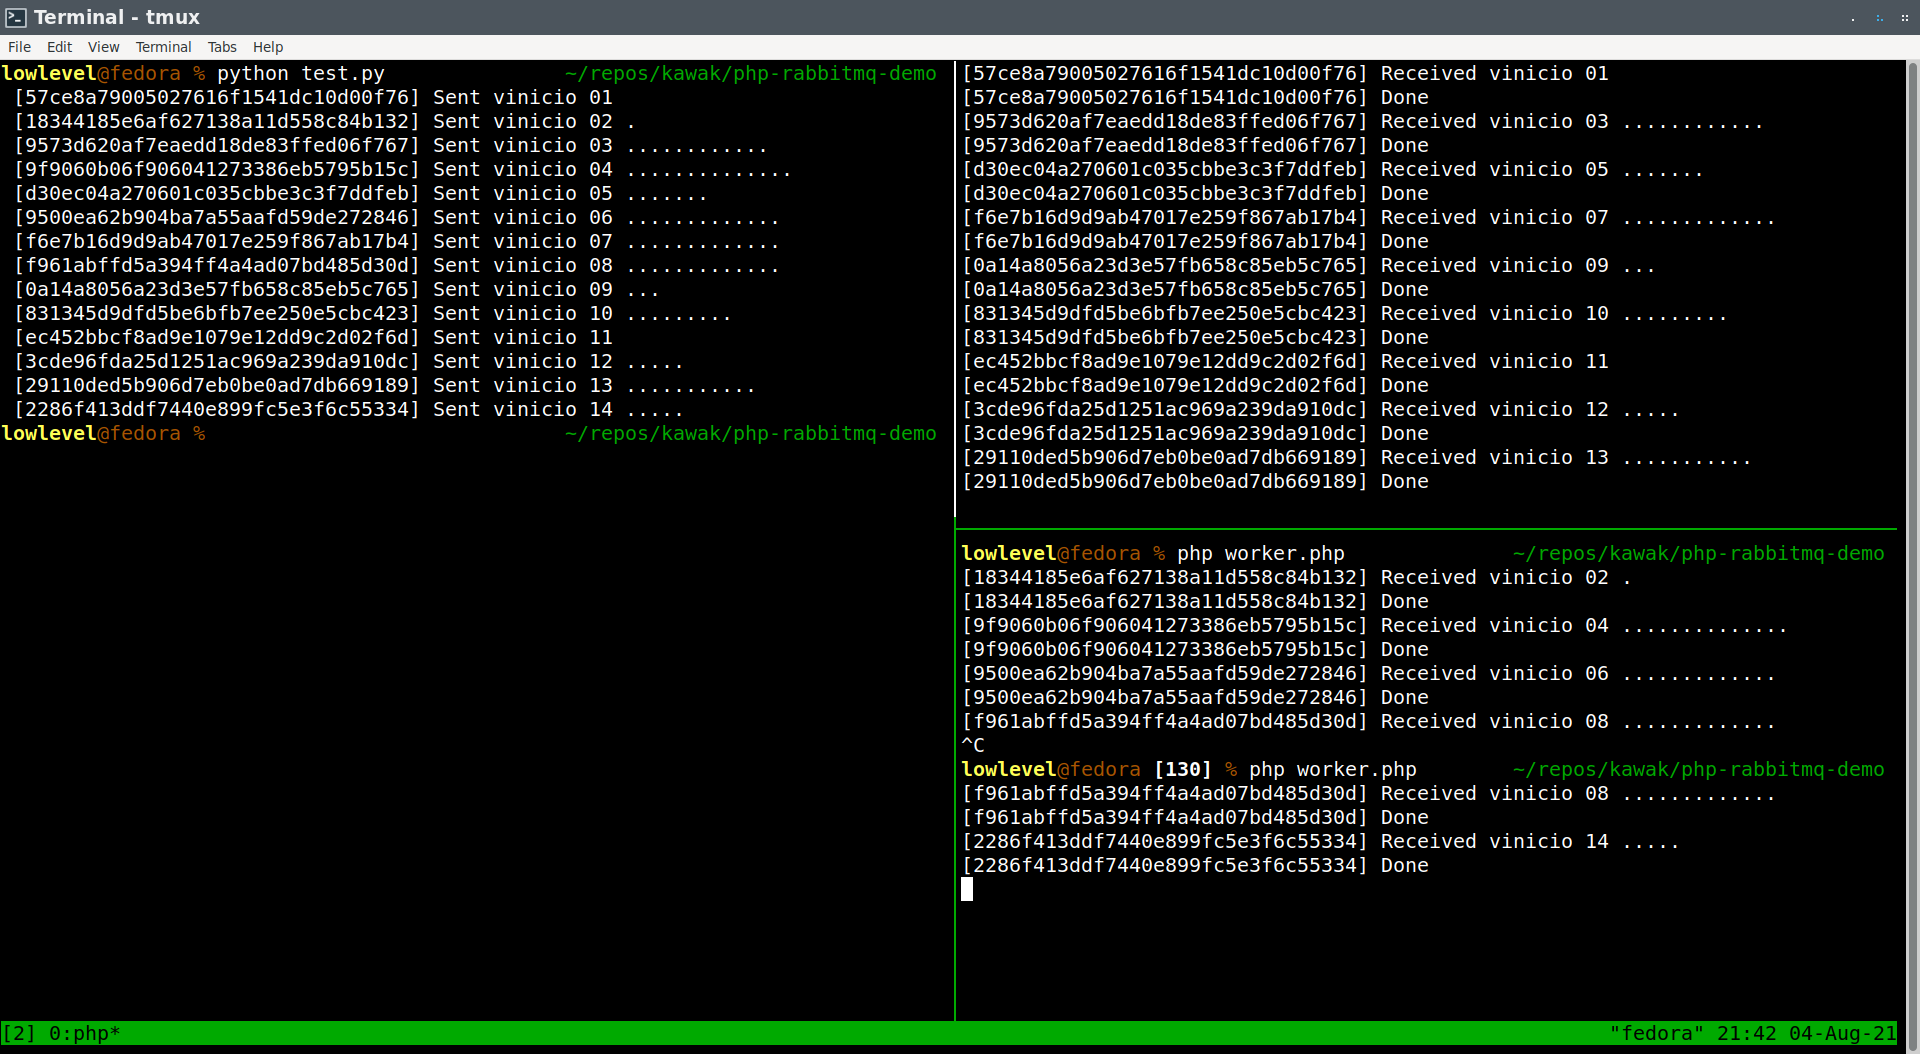 Terminal - tmux
File Edit View Terminal Tabs Help
lowlevel@fedora % python test.py ~/repos/kawak/php-rabbitmq-demo
[57ce8a79005027616f1541dc10d00f76] Sent vinicio 01
[18344185e6af627138a11d558c84b132] Sent vinicio 02 .
[9573d620af7eaedd18de83ffed06f767] Sent vinicio 03 ............
[9f9060b06f906041273386eb5795b15c] Sent vinicio 04 ..............
[d30ec04a270601c035cbbe3c3f7ddfeb] Sent vinicio 05 .......
[9500ea62b904ba7a55aafd59de272846] Sent vinicio 06 .............
[f6e7b16d9d9ab47017e259f867ab17b4] Sent vinicio 07 .............
[f961abffd5a394ff4a4ad07bd485d30d] Sent vinicio 08 .............
[0a14a8056a23d3e57fb658c85eb5c765] Sent vinicio 09 ...
[831345d9dfd5be6bfb7ee250e5cbc423] Sent vinicio 10 .........
[ec452bbcf8ad9e1079e12dd9c2d02f6d] Sent vinicio 11
[3cde96fda25d1251ac969a239da910dc] Sent vinicio 12 .....
[29110ded5b906d7eb0be0ad7db669189] Sent vinicio 13 ...........
[2286f413ddf7440e899fc5e3f6c55334] Sent vinicio 14 .....
lowlevel@fedora % ~/repos/kawak/php-rabbitmq-demo
[57ce8a79005027616f1541dc10d00f76] Received vinicio 01
[57ce8a79005027616f1541dc10d00f76] Done
[9573d620af7eaedd18de83ffed06f767] Received vinicio 03 ............
[9573d620af7eaedd18de83ffed06f767] Done
[d30ec04a270601c035cbbe3c3f7ddfeb] Received vinicio 05 .......
[d30ec04a270601c035cbbe3c3f7ddfeb] Done
[f6e7b16d9d9ab47017e259f867ab17b4] Received vinicio 07 .............
[f6e7b16d9d9ab47017e259f867ab17b4] Done
[0a14a8056a23d3e57fb658c85eb5c765] Received vinicio 09 ...
[0a14a8056a23d3e57fb658c85eb5c765] Done
[831345d9dfd5be6bfb7ee250e5cbc423] Received vinicio 10 .........
[831345d9dfd5be6bfb7ee250e5cbc423] Done
[ec452bbcf8ad9e1079e12dd9c2d02f6d] Received vinicio 11
[ec452bbcf8ad9e1079e12dd9c2d02f6d] Done
[3cde96fda25d1251ac969a239da910dc] Received vinicio 12 .....
[3cde96fda25d1251ac969a239da910dc] Done
[29110ded5b906d7eb0be0ad7db669189] Received vinicio 13 ...........
[29110ded5b906d7eb0be0ad7db669189] Done
lowlevel@fedora % php worker.php ~/repos/kawak/php-rabbitmq-demo
[18344185e6af627138a11d558c84b132] Received vinicio 02 .
[18344185e6af627138a11d558c84b132] Done
[9f9060b06f906041273386eb5795b15c] Received vinicio 04 ..............
[9f9060b06f906041273386eb5795b15c] Done
[9500ea62b904ba7a55aafd59de272846] Received vinicio 06 .............
[9500ea62b904ba7a55aafd59de272846] Done
[f961abffd5a394ff4a4ad07bd485d30d] Received vinicio 08 .............
^C
lowlevel@fedora [130] % php worker.php ~/repos/kawak/php-rabbitmq-demo
[f961abffd5a394ff4a4ad07bd485d30d] Received vinicio 08 .............
[f961abffd5a394ff4a4ad07bd485d30d] Done
[2286f413ddf7440e899fc5e3f6c55334] Received vinicio 14 .....
[2286f413ddf7440e899fc5e3f6c55334] Done
[2] 0:php* "fedora" 21:42 04-Aug-21